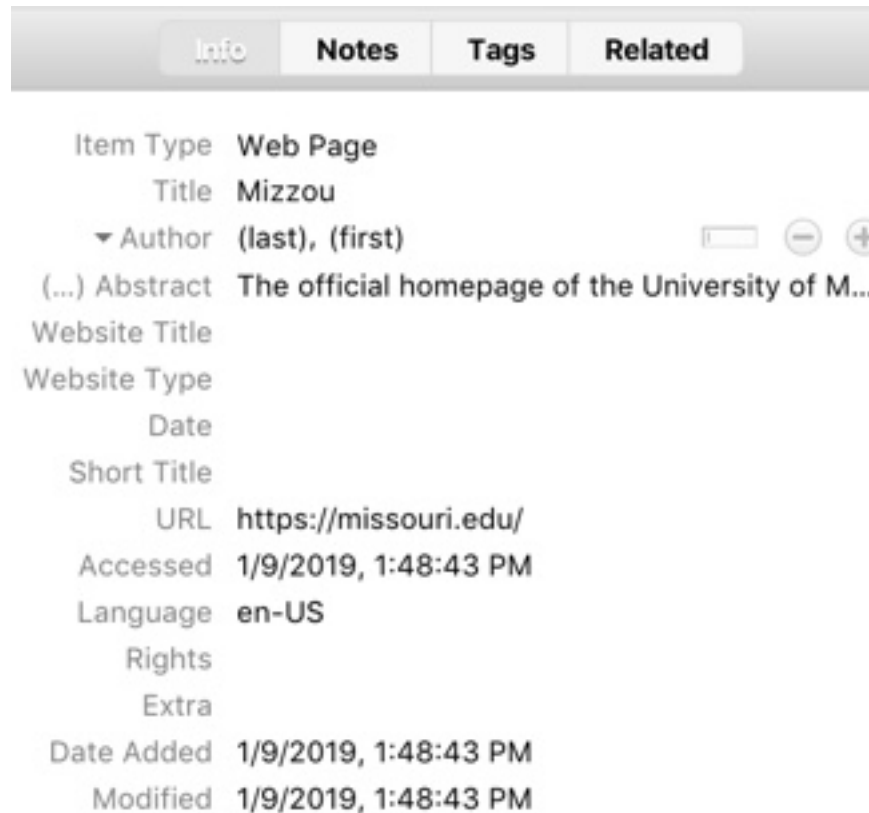 Info Notes Tags Related
Item Type Web Page
Title Mizzou
Author (last), (first)
(...) Abstract The official homepage of the University of M...
Website Title
Website Type
Date
Short Title
URL https://missouri.edu/
Accessed 1/9/2019, 1:48:43 PM
Language en-US
Rights
Extra
Date Added 1/9/2019, 1:48:43 PM
Modified 1/9/2019, 1:48:43 PM